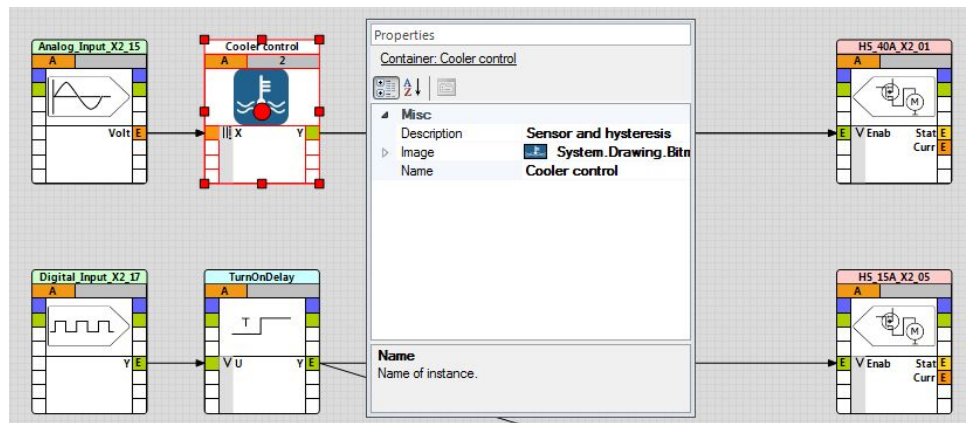 Analog_Input_X2_15
A
Volt E
Cooler control
A 2
X Y
Properties
Container: Cooler control
A
Z
Misc
Description Sensor and hysteresis
Image System.Drawing.Bitm
Name Cooler control
Name
Name of instance.
HS_40A_X2_01
A
M
E V Enab Stat E
Curr E
Digital_Input_X2_17
A
Y E
TurnOnDelay
A
T
V U Y E
HS_15A_X2_05
A
M
E V Enab Stat E
Curr E